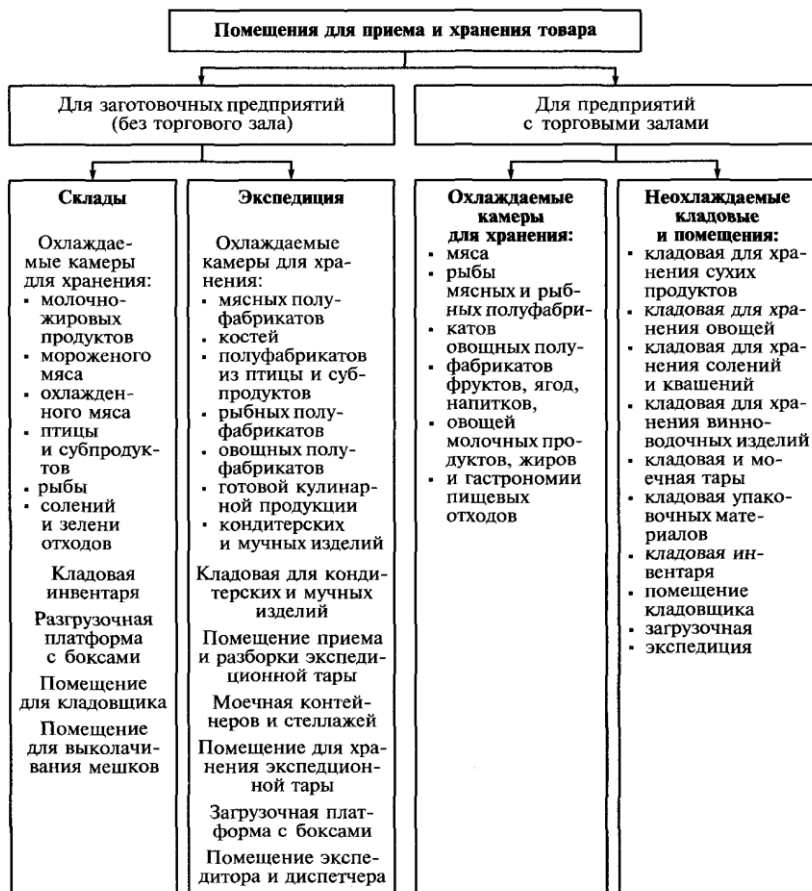 Помещения для приема и хранения товара
Для заготовочных предприятий
(без торгового зала)
Для предприятий
с торговыми залами
Склады
Охлаждае-
мые камеры
для хранения:
▪ молочно-
жировых
продуктов
▪ мороженого
мяса
▪ охлажден-
ного мяса
▪ птицы
и субпродук-
тов
▪ рыбы
▪ солений
и зелени
отходов
Кладовая
инвентаря
Разгрузочная
платформа
с боксами
Помещение
для кладовщика
Помещение
для выколачи-
вания мешков
Экспедиция
Охлаждаемые
камеры для хра-
нения:
▪ мясных полу-
фабрикатов
▪ костей
▪ полуфабрикатов
из птицы и суб-
продуктов
▪ рыбных полу-
фабрикатов
▪ овощных полу-
фабрикатов
▪ готовой кулинар-
ной продукции
▪ кондитерских
и мучных изделий
Кладовая для конди-
терских и мучных
изделий
Помещение приема
и разборки экспеди-
ционной тары
Моечная контей-
неров и стеллажей
Помещение для хра-
нения экспедцион-
ной тары
Загрузочная плат-
форма с боксами
Помещение экспе-
дитора и диспетчера
Охлаждаемые
камеры
для хранения:
▪ мяса
▪ рыбы
мясных и рыб-
ных полуфабри-
▪ катов
овощных полу-
▪ фабрикатов
фруктов, ягод,
напитков,
▪ овощей
молочных про-
дуктов, жиров
▪ и гастрономии
пищевых
отходов
Неохлаждаемые
кладовые
и помещения:
▪ кладовая для хра-
нения сухих
продуктов
▪ кладовая для хра-
нения овощей
▪ кладовая для хра-
нения солений
и квашений
▪ кладовая для хра-
нения винно-
водочных изделий
▪ кладовая и мо-
ечная тары
▪ кладовая упако-
вочных мате-
риалов
▪ кладовая ин-
вентаря
▪ помещение
кладовщика
▪ загрузочная
▪ экспедиция